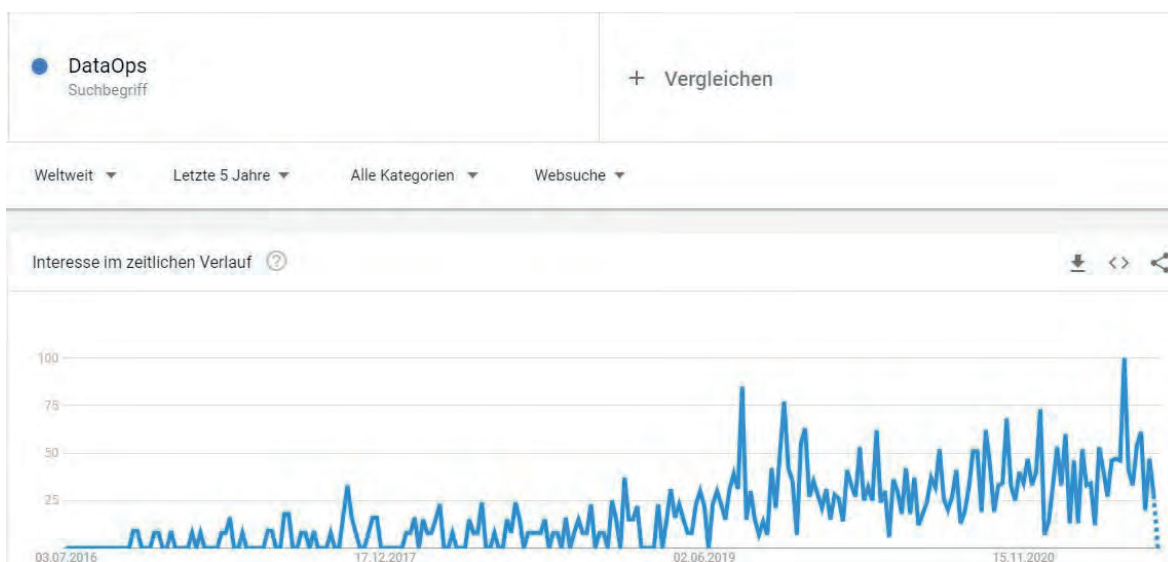 DataOps
Suchbegriff
+ Vergleichen
Weltweit
Letzte 5 Jahre
Alle Kategorien
Websuche
Interesse im zeitlichen Verlauf
100
75
50
25
03.07.2016
17.12.2017
02.06.2019
15.11.2020